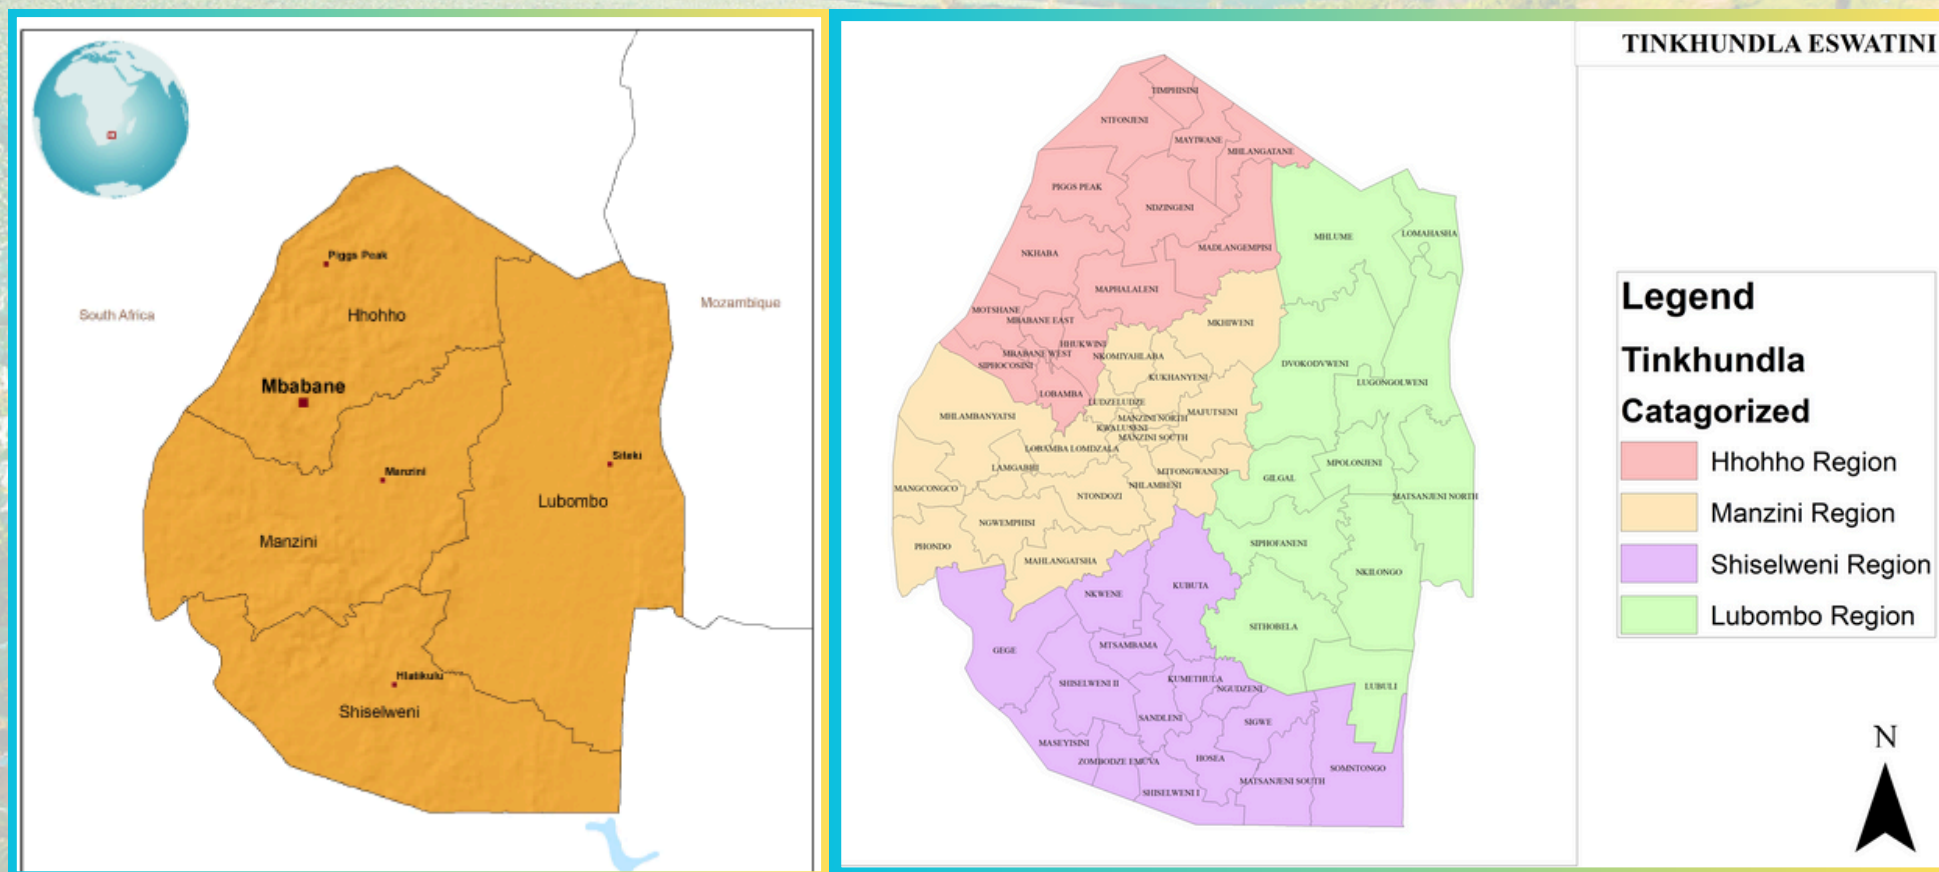 South Africa
Mozambique
Piggs Peak
Hhohho
Mbabane
Manzini
Siteki
Lubombo
Manzini
Hlatikulu
Shiselweni
TINKHUNDLA ESWATINI
TIMPHISINI
NTFONJENI
MAYIWANE
MHLANGATANE
PIGGS PEAK
NDZINGENI
MHLUME
LOMAHASHA
MADLANGEMPISI
NKHABA
MAPHALALENI
MOTSHANE
MBABANE EAST
MKHIWENI
HHUKWINI
MBABANE WEST
NKOMIYAHLABA
SIPHOCOSINI
DVOKODVWENI
KUKHANYENI
LUGONGOLWENI
LOBAMBA
LUDZELUDZE
MHLAMBANYATSI
MANZINI NORTH
MAFUTSENI
KWALUSENI
MANZINI SOUTH
LOBAMBA LOMDZALA
LAMGABHI
MTFONGWANENI
MPOLONJENI
GILGAL
NHLAMBENI
MANGCONGCO
NTONDOZI
MATSANJENI NORTH
NGWEMPHISI
PHONDO
SIPHOFANENI
MAHLANGATSHA
NKILONGO
KUBUTA
NKWENE
SITHOBELA
MTSAMBAMA
GEGE
KUMETHULA
SHISELWENI II
NGUDZENI
LUBULI
SANDLENI
SIGWE
MASEYISINI
ZOMBODZE EMUVA
HOSEA
SOMNTONGO
MATSANJENI SOUTH
SHISELWENI I
Legend
Tinkhundla
Catagorized
Hhohho Region
Manzini Region
Shiselweni Region
Lubombo Region
N